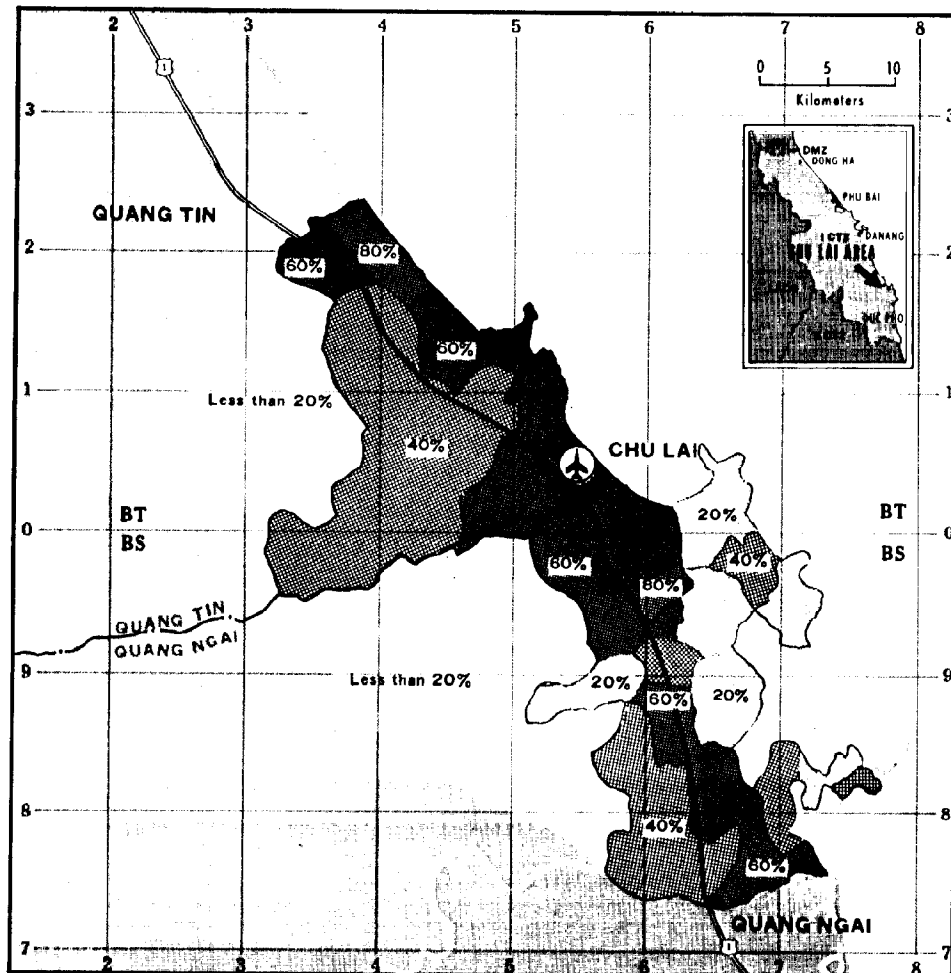 2 3 4 5 6 7 8
1
0 5 10
Kilometers
3 3
DMZ
DONG HA
PHU BAI
DANANG
I CTZ
CHU LAI AREA
DUC PHO
QUANG TIN
2 2
60% 80%
60%
Less than 20%
1 1
40%
CHU LAI
20%
BT BT
0 0
BS BS
60% 40%
80%
QUANG TIN
QUANG NGAI
Less than 20%
9 9
20% 20%
60%
8 8
40%
60%
QUANG NGAI
7 7
1
2 3 4 5 6 7 8